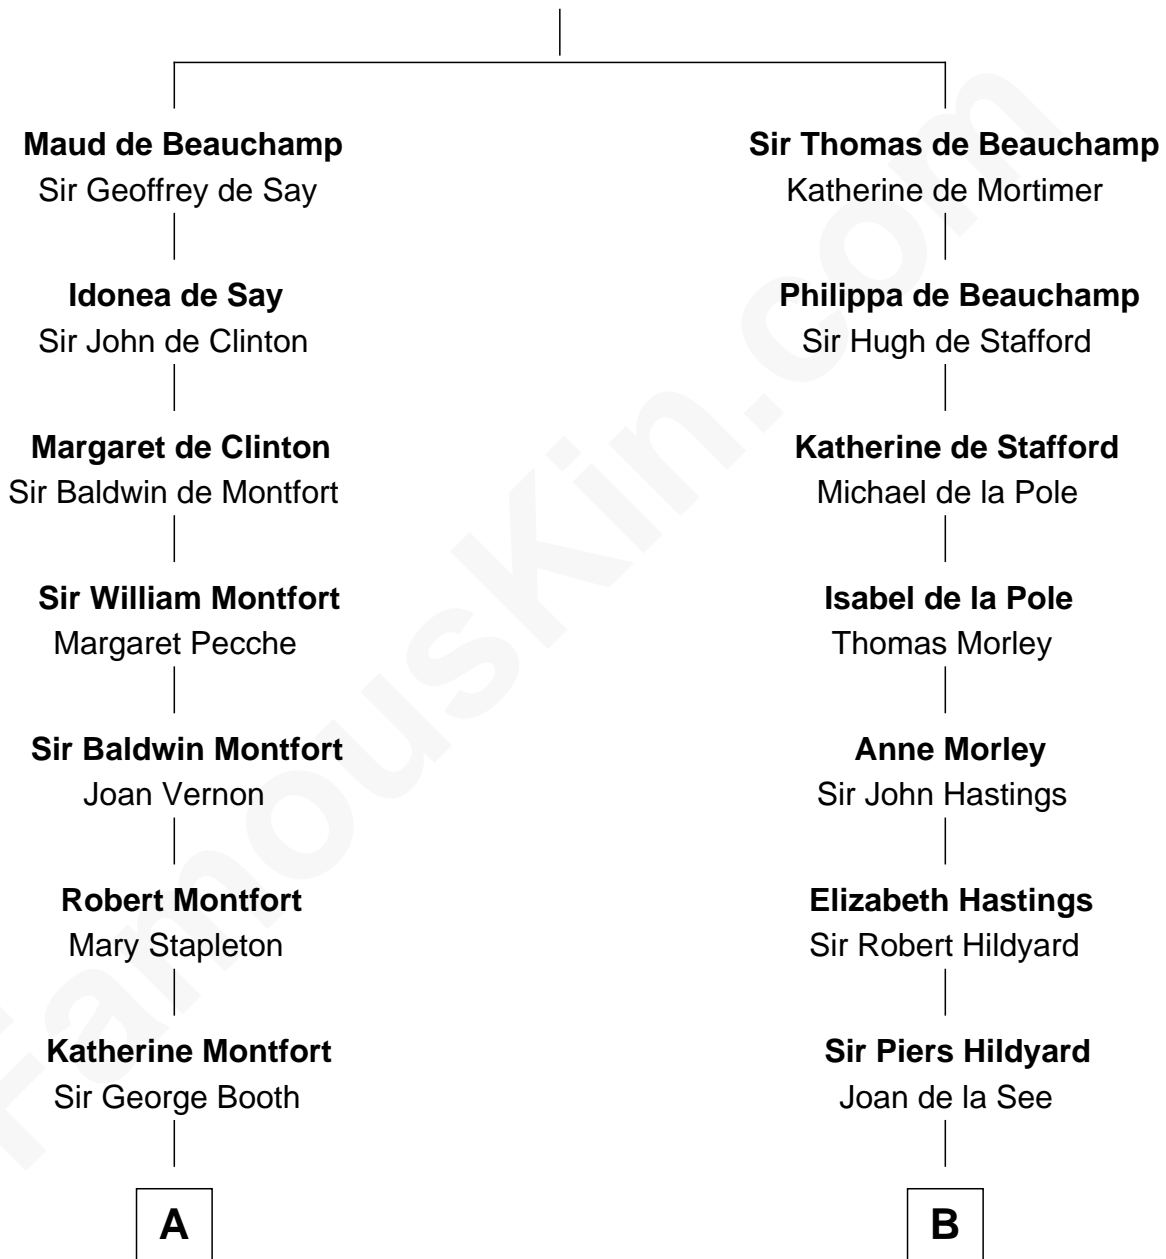 Maud de Beauchamp
Sir Geoffrey de Say
Idonea de Say
Sir John de Clinton
Margaret de Clinton
Sir Baldwin de Montfort
Sir William Montfort
Margaret Pecche
Sir Baldwin Montfort
Joan Vernon
Robert Montfort
Mary Stapleton
Katherine Montfort
Sir George Booth
A
Sir Thomas de Beauchamp
Katherine de Mortimer
Philippa de Beauchamp
Sir Hugh de Stafford
Katherine de Stafford
Michael de la Pole
Isabel de la Pole
Thomas Morley
Anne Morley
Sir John Hastings
Elizabeth Hastings
Sir Robert Hildyard
Sir Piers Hildyard
Joan de la See
B
FamousKin.com